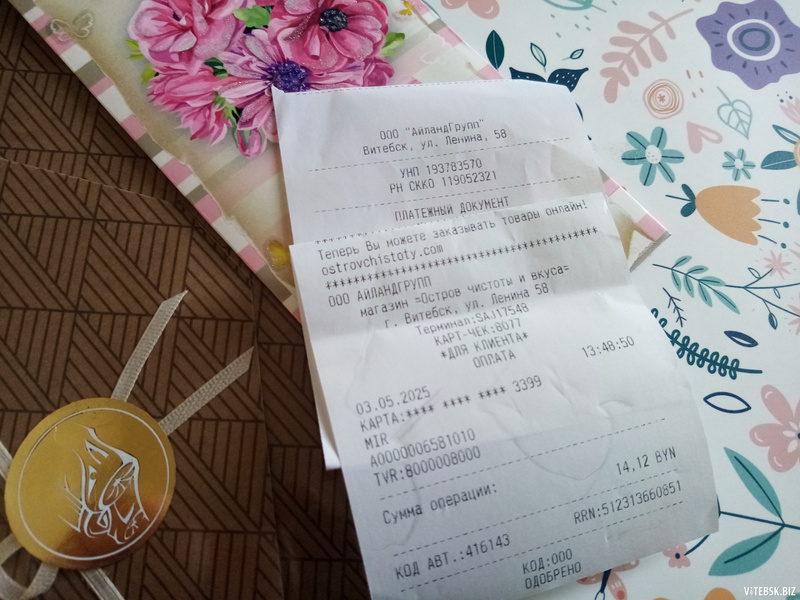 ООО "АйландГрупп"
Витебск, ул. Ленина, 58
УНП 193783570
РН СККО 119052321
ПЛАТЕЖНЫЙ ДОКУМЕНТ
Теперь Вы можете заказывать товары онлайн!
ostrovchistoty.com
****************************************
ООО АЙЛАНДГРУПП
магазин =Остров чистоты и вкуса=
г. Витебск, ул. Ленина 58
Терминал:SAJ17548
КАРТ-ЧЕК:8077
*ДЛЯ КЛИЕНТА*
ОПЛАТА
03.05.2025 13:48:50
КАРТА:**** **** **** 3399
MIR
A0000006581010
TVR:8000008000
Сумма операции: 14,12 BYN
КОД АВТ.:416143 RRN:512313660851
КОД:000
ОДОБРЕНО
VITEBSK.BIZ